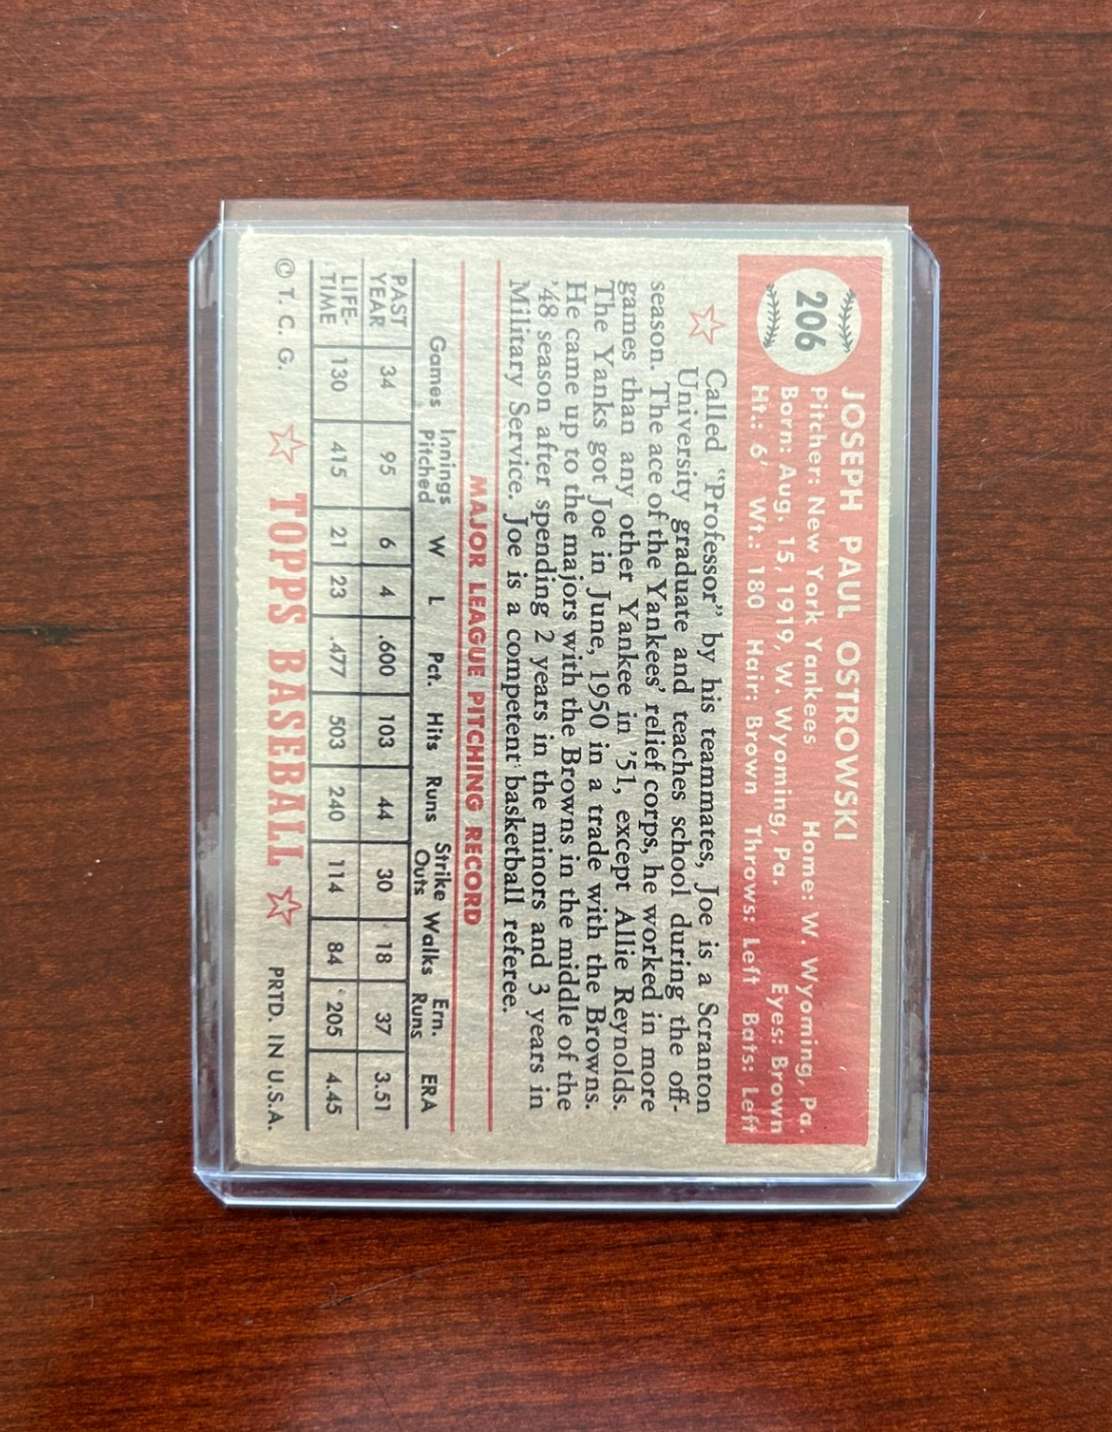 206
JOSEPH PAUL OSTROWSKI
Pitcher: New York Yankees Home: W. Wyoming, Pa.
Born: Aug. 15, 1919, W. Wyoming, Pa. Eyes: Brown
Ht.: 6' Wt.: 180 Hair: Brown Throws: Left Bats: Left
Called "Professor" by his teammates, Joe is a Scranton
University graduate and teaches school during the off-
season. The ace of the Yankees' relief corps, he worked in more
games than any other Yankee in '51, except Allie Reynolds.
The Yanks got Joe in June, 1950 in a trade with the Browns.
He came up to the majors with the Browns in the middle of the
'48 season after spending 2 years in the minors and 3 years in
Military Service. Joe is a competent basketball referee.
MAJOR LEAGUE PITCHING RECORD
Games Innings Pitched W L Pct. Hits Runs Strike Outs Walks Ern. Runs ERA
PAST YEAR 34 95 6 4 .600 103 44 30 18 37 3.51
LIFE-TIME 130 415 21 23 .477 503 240 114 84 205 4.45
© T. C. G. TOPPS BASEBALL PRTD. IN U.S.A.